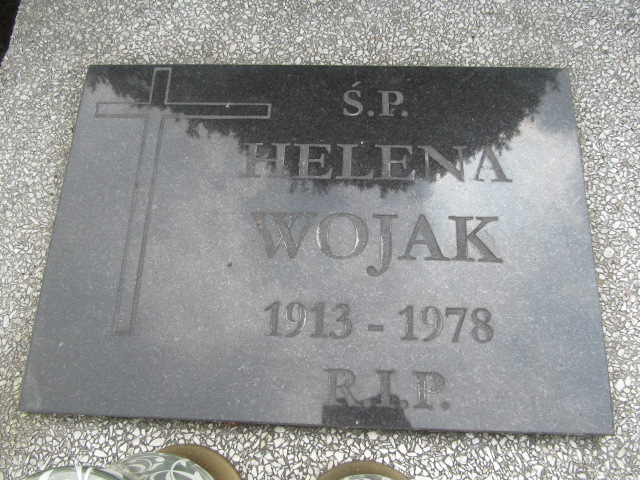 Ś.P.
HELENA
WOJAK
1913 - 1978
R.I.P.